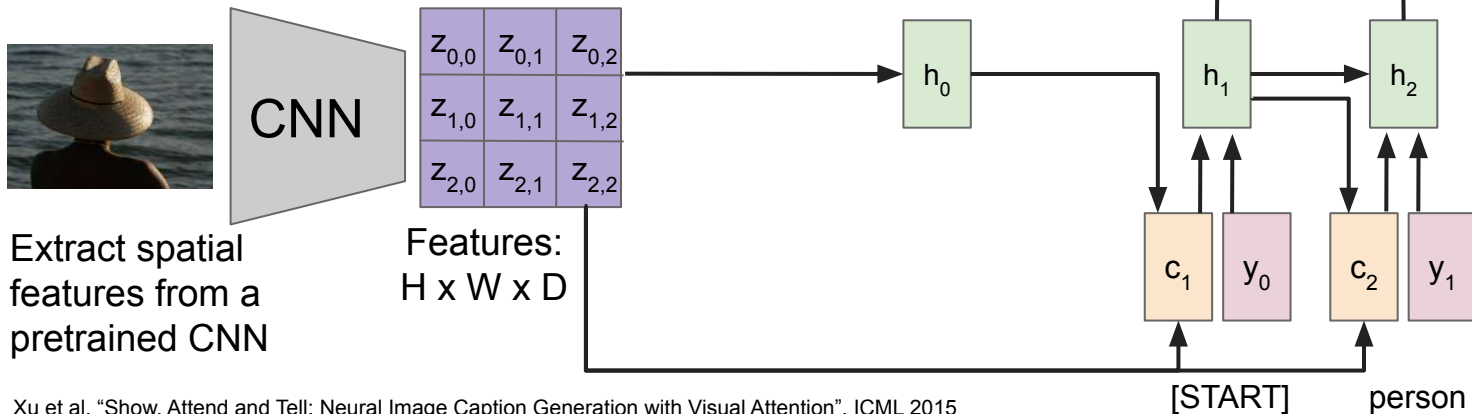 z0,0 z0,1 z0,2
z1,0 z1,1 z1,2
z2,0 z2,1 z2,2
CNN
h0
h1
h2
Extract spatial
features from a
pretrained CNN
Features:
H x W x D
c1
y0
c2
y1
[START]
person
Xu et al, “Show, Attend and Tell: Neural Image Caption Generation with Visual Attention”, ICML 2015